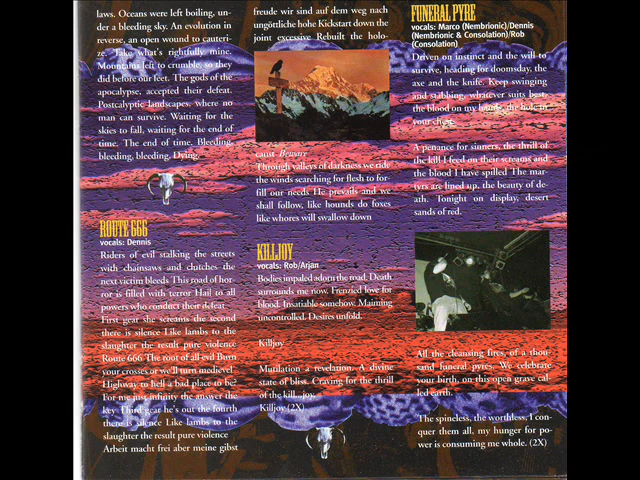 laws. Oceans were left boiling, un-
der a bleeding sky. An evolution in
reverse, an open wound to cauteri-
ze. Take what's rightfully mine.
Mountains left to crumble, so they
did before our feet. The gods of the
apocalypse, accepted their defeat.
Postcalyptic landscapes, where no
man can survive. Waiting for the
skies to fall, waiting for the end of
time. The end of time. Bleeding,
bleeding, bleeding, Dying.
ROUTE 666
vocals: Dennis
Riders of evil stalking the streets
with chainsaws and clutches the
next victim bleeds This road of hor-
ror is filled with terror Hail to all
powers who conduct their defeat
First gear she screams the second
there is silence Like lambs to the
slaughter the result pure violence
Route 666 The root of all evil Burn
your crosses or we'll turn medievel
Highway to hell a bad place to be?
For me just infinity the answer the
key Third gear he's out the fourth
there is silence Like lambs to the
slaughter the result pure violence
Arbeit macht frei aber meine gibst
freude wir sind auf dem weg nach
ungöttliche hohe Kickstart down the
joint excessive Rebuilt the holo-
caust Beware
Through valleys of darkness we ride
the winds searching for flesh to for-
fill our needs He prevails and we
shall follow, like hounds do foxes
like whores will swallow down
KILLJOY
vocals: Rob/Arjan
Bodies impaled adorn the road. Death
surrounds me now. Frenzied love for
blood. Insatiable somehow. Maiming
uncontrolled. Desires unfold.
Killjoy
Mutilation a revelation. A divine
state of bliss. Craving for the thrill
of the kill...joy.
Killjoy (2X)
FUNERAL PYRE
vocals: Marco (Nembrionic)/Dennis
(Nembrionic & Consolation)/Rob
(Consolation)
Driven on instinct and the will to
survive, heading for doomsday, the
axe and the knife. Keep swinging
and stabbing, whatever suits best,
the blood on my hands, the hole in
your chest.
A penance for sinners, the thrill of
the kill I feed on their screams and
the blood I have spilled The mar-
tyrs are lined up, the beauty of de-
ath. Tonight on display, desert
sands of red.
All the cleansing fires, of a thou-
sand funeral pyres. We celebrate
your birth, on this open grave cal-
led earth.
The spineless, the worthless, I con-
quer them all, my hunger for po-
wer is consuming me whole. (2X)